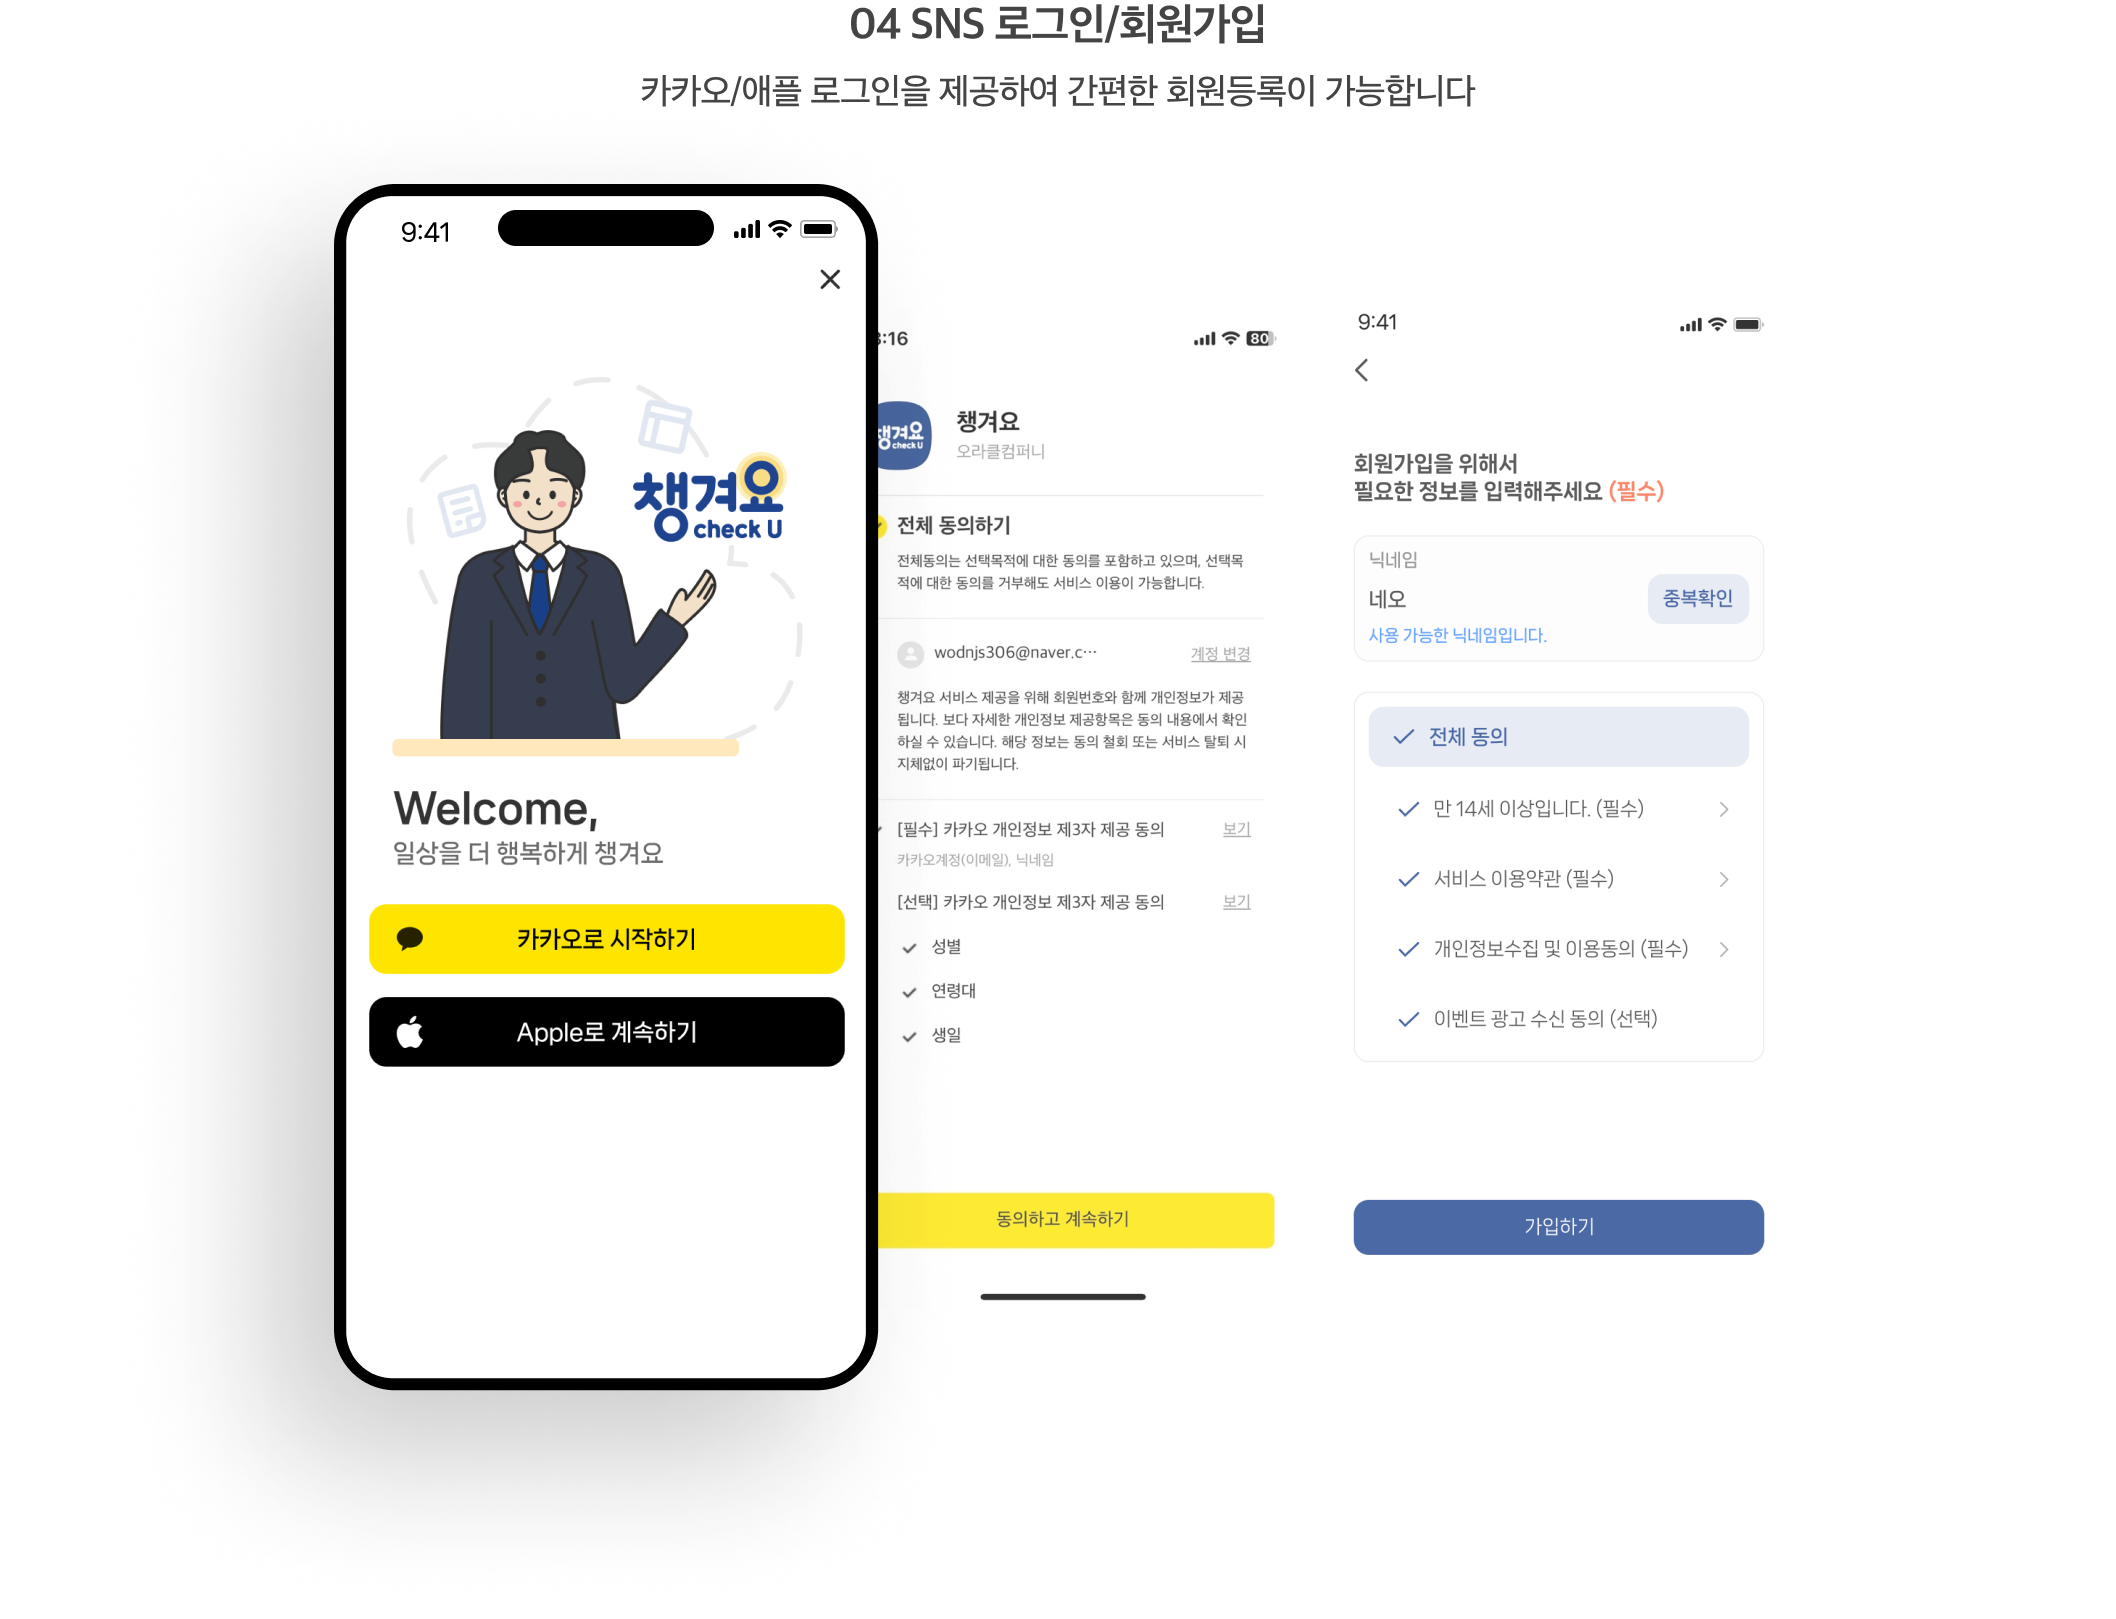 04 SNS 로그인/회원가입
카카오/애플 로그인을 제공하여 간편한 회원등록이 가능합니다
9:41
챙겨요
check U
Welcome,
일상을 더 행복하게 챙겨요
카카오로 시작하기
Apple로 계속하기
:16
80
챙겨요
check U
챙겨요
오라클컴퍼니
전체 동의하기
전체동의는 선택목적에 대한 동의를 포함하고 있으며, 선택목
적에 대한 동의를 거부해도 서비스 이용이 가능합니다.
wodnjs306@naver.c···
계정 변경
챙겨요 서비스 제공을 위해 회원번호와 함께 개인정보가 제공
됩니다. 보다 자세한 개인정보 제공항목은 동의 내용에서 확인
하실 수 있습니다. 해당 정보는 동의 철회 또는 서비스 탈퇴 시
지체없이 파기됩니다.
[필수] 카카오 개인정보 제3자 제공 동의
보기
카카오계정(이메일), 닉네임
[선택] 카카오 개인정보 제3자 제공 동의
보기
성별
연령대
생일
동의하고 계속하기
9:41
회원가입을 위해서
필요한 정보를 입력해주세요 (필수)
닉네임
네오
중복확인
사용 가능한 닉네임입니다.
전체 동의
만 14세 이상입니다. (필수)
서비스 이용약관 (필수)
개인정보수집 및 이용동의 (필수)
이벤트 광고 수신 동의 (선택)
가입하기